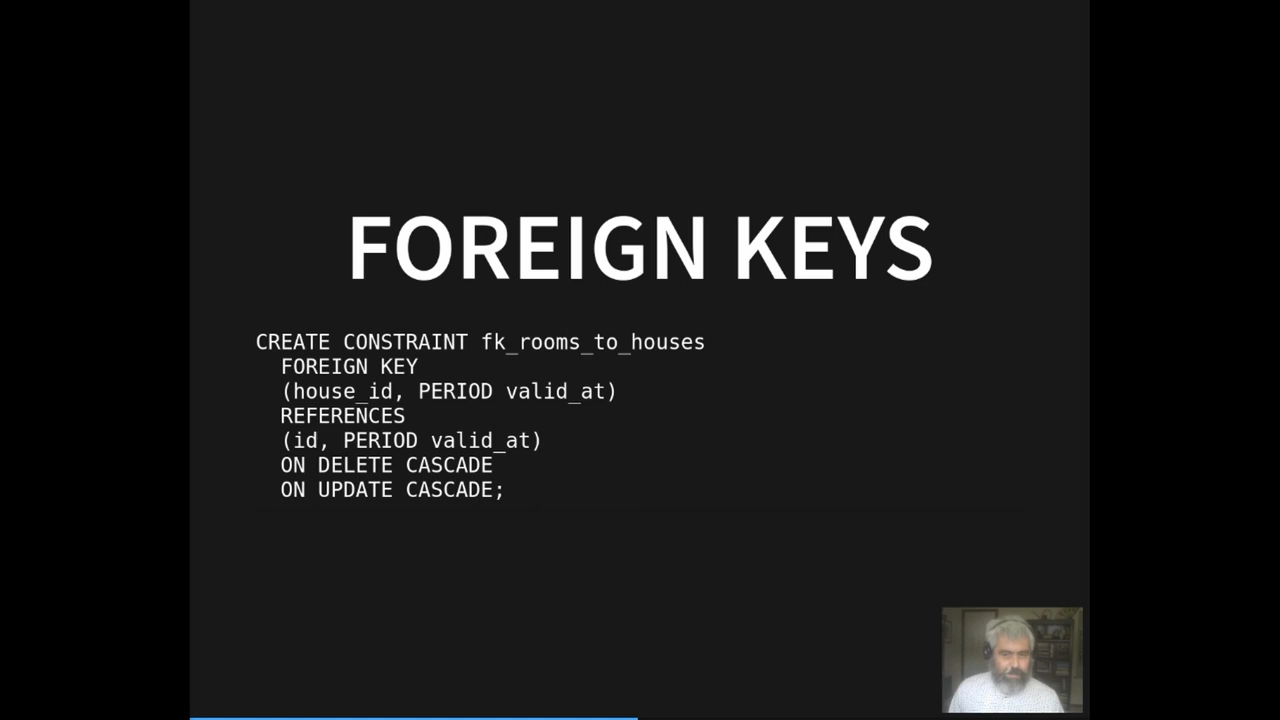 FOREIGN KEYS
CREATE CONSTRAINT fk_rooms_to_houses
FOREIGN KEY
(house_id, PERIOD valid_at)
REFERENCES
(id, PERIOD valid_at)
ON DELETE CASCADE
ON UPDATE CASCADE;